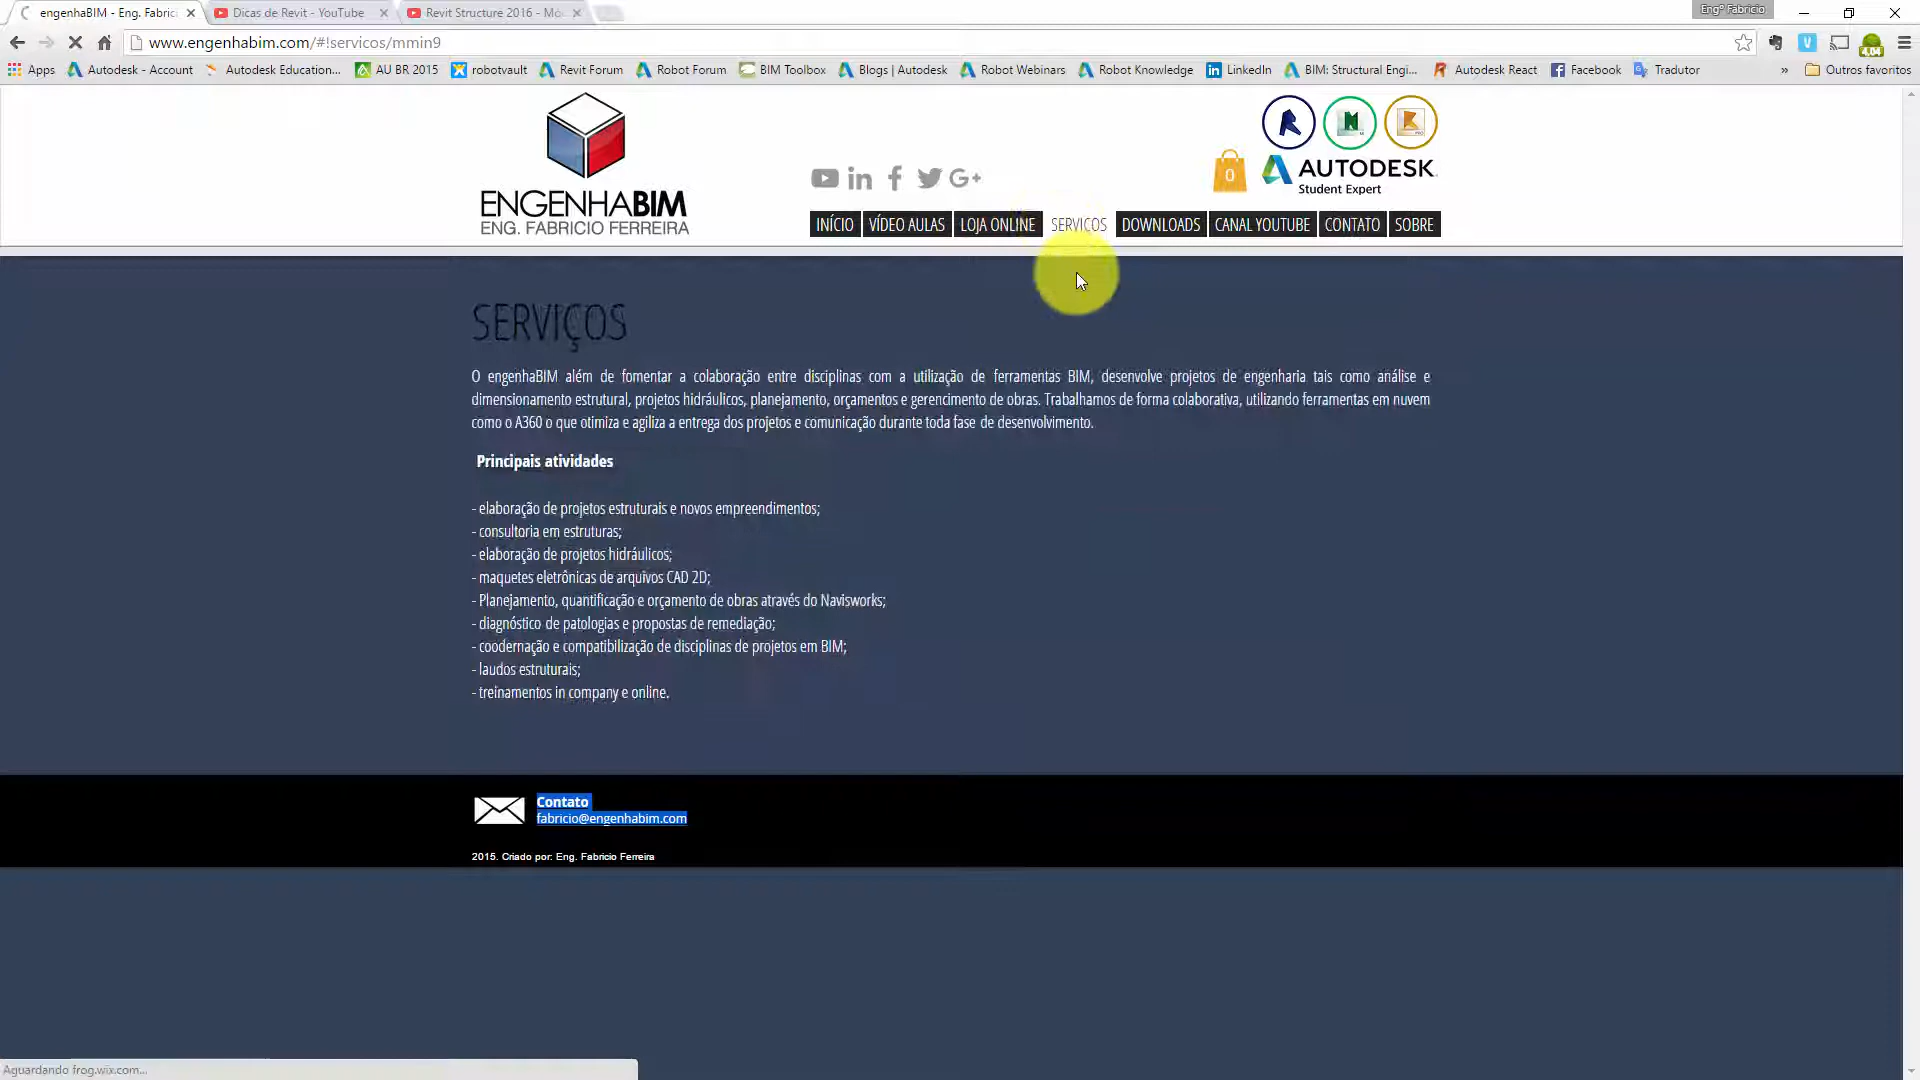 engenhaBIM - Eng. Fabric
Dicas de Revit - YouTube
Revit Structure 2016 - Mo
Engº Fabricio
www.engenhabim.com/#!servicos/mmin9
4.04
Apps
Autodesk - Account
Autodesk Education...
AU BR 2015
robotvault
Revit Forum
Robot Forum
BIM Toolbox
Blogs | Autodesk
Robot Webinars
Robot Knowledge
LinkedIn
BIM: Structural Engi...
Autodesk React
Facebook
Tradutor
»
Outros favoritos
ENGENHABIM
ENG. FABRICIO FERREIRA
0
AUTODESK
Student Expert
INÍCIO
VÍDEO AULAS
LOJA ONLINE
SERVIÇOS
DOWNLOADS
CANAL YOUTUBE
CONTATO
SOBRE
SERVIÇOS
O engenhaBIM além de fomentar a colaboração entre disciplinas com a utilização de ferramentas BIM, desenvolve projetos de engenharia tais como análise e
dimensionamento estrutural, projetos hidráulicos, planejamento, orçamentos e gerencimento de obras. Trabalhamos de forma colaborativa, utilizando ferramentas em nuvem
como o A360 o que otimiza e agiliza a entrega dos projetos e comunicação durante toda fase de desenvolvimento.
Principais atividades
- elaboração de projetos estruturais e novos empreendimentos;
- consultoria em estruturas;
- elaboração de projetos hidráulicos;
- maquetes eletrônicas de arquivos CAD 2D;
- Planejamento, quantificação e orçamento de obras através do Navisworks;
- diagnóstico de patologias e propostas de remediação;
- coodernação e compatibilização de disciplinas de projetos em BIM;
- laudos estruturais;
- treinamentos in company e online.
Contato
fabricio@engenhabim.com
2015. Criado por: Eng. Fabricio Ferreira
Aguardando frog.wix.com...